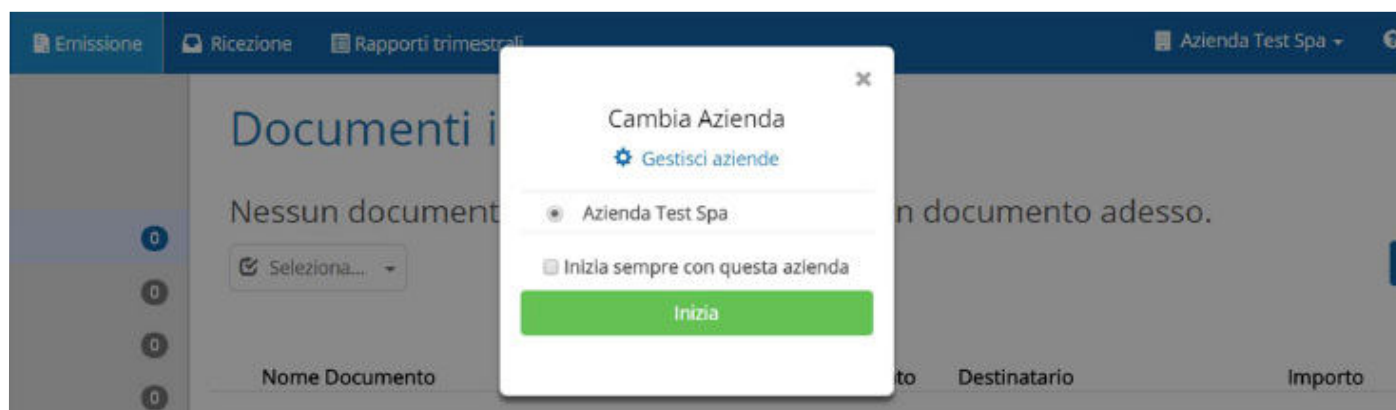 Emissione Ricezione Rapporti trimestrali Azienda Test Spa
Cambia Azienda
Documenti i
Gestisci aziende
Nessun document Azienda Test Spa n documento adesso.
0
Seleziona... Inizia sempre con questa azienda
0
Inizia
0
Nome Documento to Destinatario Importo
0